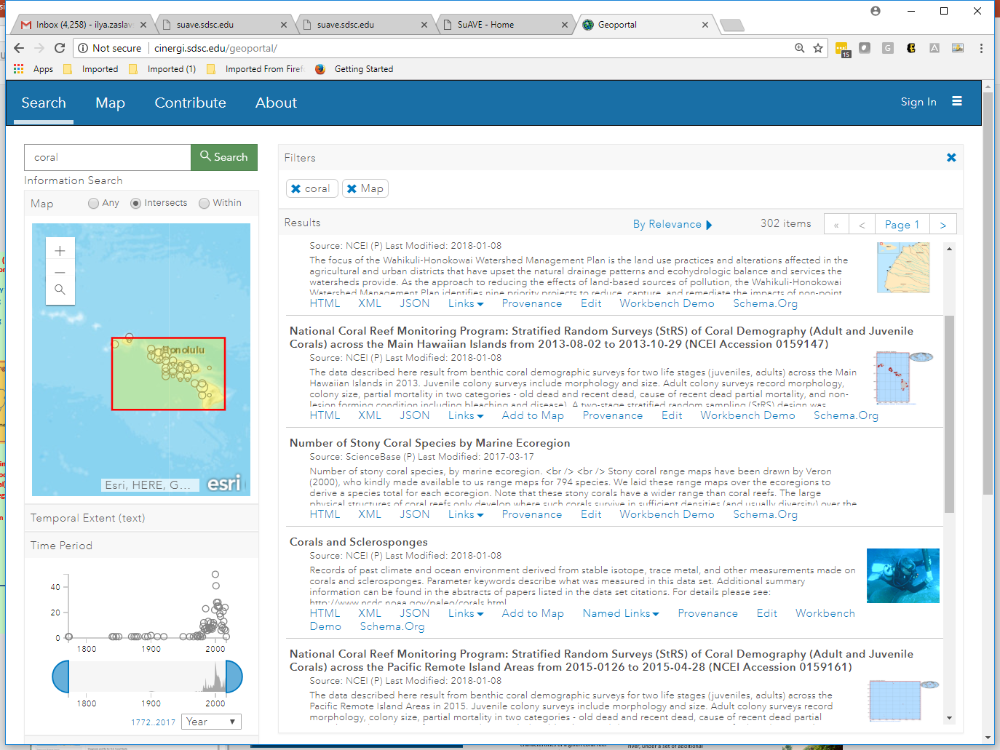 Inbox (4,258) - ilya.zaslav
suave.sdsc.edu
suave.sdsc.edu
SuAVE - Home
Geoportal
Not secure | cinergi.sdsc.edu/geoportal/
15
Apps Imported Imported (1) Imported From Firef Getting Started
Search Map Contribute About Sign In
coral Search
Information Search
Map Any Intersects Within
Honolulu
Esri, HERE, G... esri
Temporal Extent (text)
Time Period
40
20
0
1800 1900 2000
1800 1900 2000
1772..2017 Year
Filters
coral Map
Results By Relevance 302 items « < Page 1 >
Source: NCEI (P) Last Modified: 2018-01-08
The focus of the Wahikuli-Honokowai Watershed Management Plan is the land use practices and alterations affected in the
agricultural and urban districts that have upset the natural drainage patterns and ecohydrologic balance and services the
watersheds provide. As the approach to reducing the effects of land-based sources of pollution, the Wahikuli-Honokowai
Watershed Management Plan identifies nine priority projects to reduce, capture, and remediate the impacts of non-point
HTML XML JSON Links Provenance Edit Workbench Demo Schema.Org
National Coral Reef Monitoring Program: Stratified Random Surveys (StRS) of Coral Demography (Adult and Juvenile
Corals) across the Main Hawaiian Islands from 2013-08-02 to 2013-10-29 (NCEI Accession 0159147)
Source: NCEI (P) Last Modified: 2018-01-08
The data described here result from benthic coral demographic surveys for two life stages (juveniles, adults) across the Main
Hawaiian Islands in 2013. Juvenile colony surveys include morphology and size. Adult colony surveys record morphology,
colony size, partial mortality in two categories - old dead and recent dead, cause of recent dead partial mortality, and non-
lesion forming condition including bleaching and disease). A two-stage stratified random sampling (StRS) design was
HTML XML JSON Links Add to Map Provenance Edit Workbench Demo Schema.Org
Number of Stony Coral Species by Marine Ecoregion
Source: ScienceBase (P) Last Modified: 2017-03-17
Number of stony coral species, by marine ecoregion. <br /> <br /> Stony coral range maps have been drawn by Veron
(2000), who kindly made available to us range maps for 794 species. We laid these range maps over the ecoregions to
derive a species total for each ecoregion. Note that these stony corals have a wider range than coral reefs. The large
physical structures of coral reefs only develop where such corals survive in sufficient densities (and usually diversity) over the
HTML XML JSON Links Provenance Edit Workbench Demo Schema.Org
Corals and Sclerosponges
Source: NCEI (P) Last Modified: 2018-01-08
Records of past climate and ocean environment derived from stable isotope, trace metal, and other measurements made on
corals and sclerosponges. Parameter keywords describe what was measured in this data set. Additional summary
information can be found in the abstracts of papers listed in the data set citations. For details please see:
http://www.ncdc.noaa.gov/paleo/corals.html
HTML XML JSON Links Add to Map Named Links Provenance Edit Workbench
Demo Schema.Org
National Coral Reef Monitoring Program: Stratified Random Surveys (StRS) of Coral Demography (Adult and Juvenile
Corals) across the Pacific Remote Island Areas from 2015-0126 to 2015-04-28 (NCEI Accession 0159161)
Source: NCEI (P) Last Modified: 2018-01-08
The data described here result from benthic coral demographic surveys for two life stages (juveniles, adults) across the
Pacific Remote Island Areas in 2015. Juvenile colony surveys include morphology and size. Adult colony surveys record
morphology, colony size, partial mortality in two categories - old dead and recent dead, cause of recent dead partial
characteristics of a given coral reef
river, under a set of additional